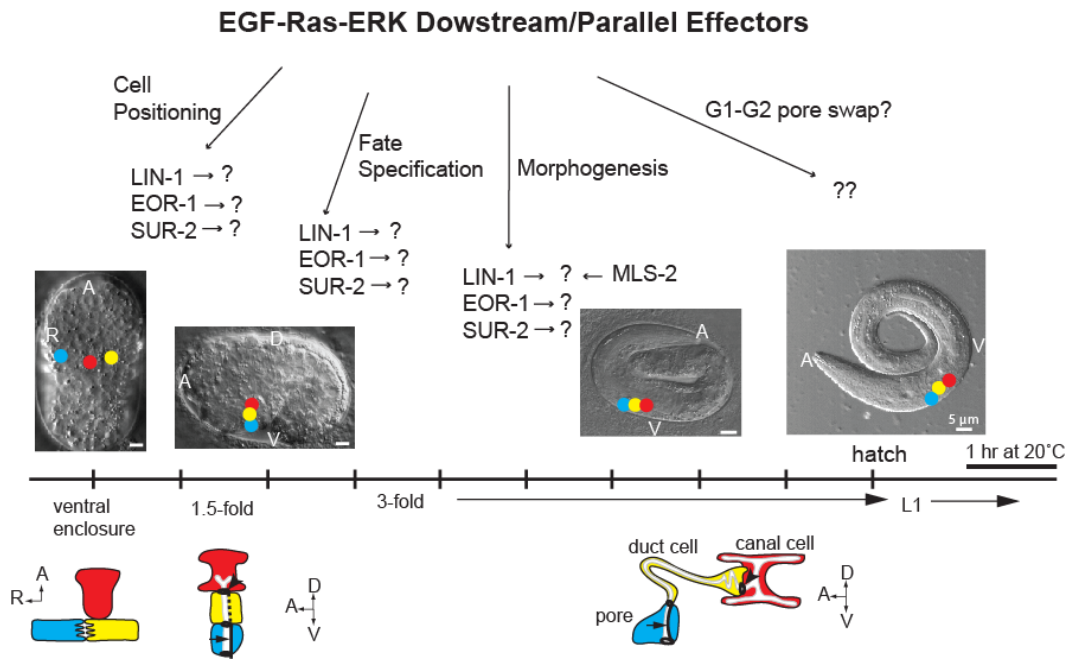 EGF-Ras-ERK Dowstream/Parallel Effectors
Cell
Positioning
LIN-1 → ?
EOR-1 → ?
SUR-2 → ?
Fate
Specification
LIN-1 → ?
EOR-1 → ?
SUR-2 → ?
Morphogenesis
LIN-1 → ? ← MLS-2
EOR-1 → ?
SUR-2 → ?
G1-G2 pore swap?
??
A
R
D
A
V
A
V
A
V
5 µm
hatch
1 hr at 20°C
ventral
enclosure
1.5-fold
3-fold
L1
A
R
D
A
V
duct cell
canal cell
pore
D
A
V